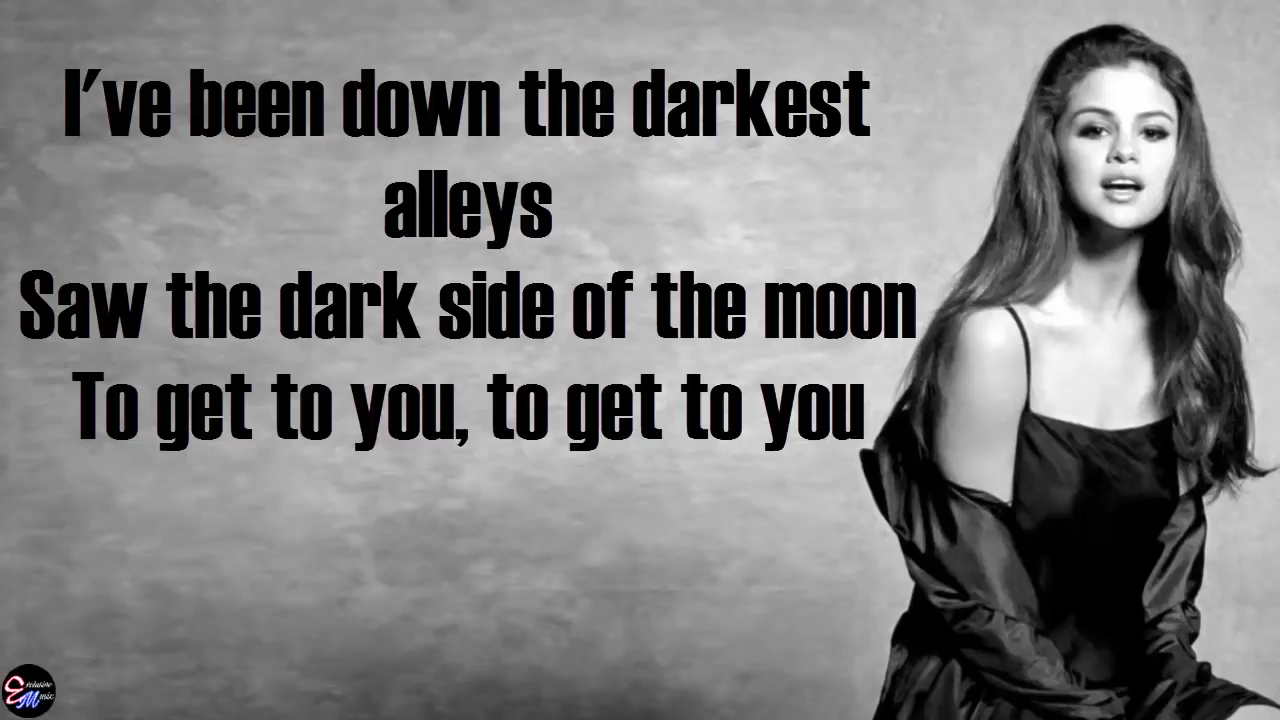 I've been down the darkest
alleys
Saw the dark side of the moon
To get to you, to get to you
Music